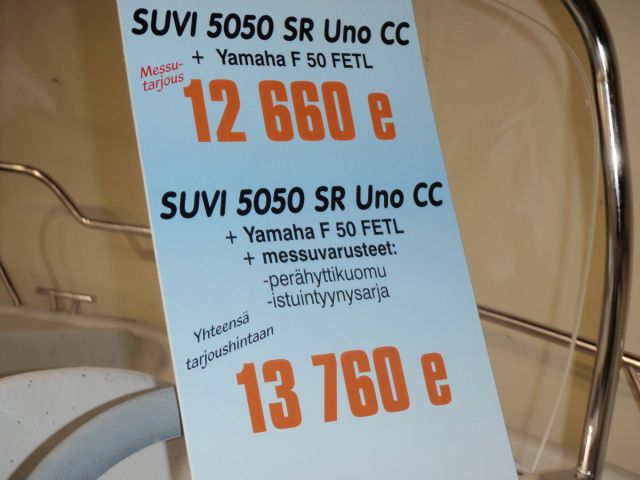 SUVI 5050 SR Uno CC
+ Yamaha F 50 FETL
Messu-
tarjous
12 660 e
SUVI 5050 SR Uno CC
+ Yamaha F 50 FETL
+ messuvarusteet:
-perähyttikuomu
-istuintyynysarja
Yhteensä
tarjoushintaan
13 760 e